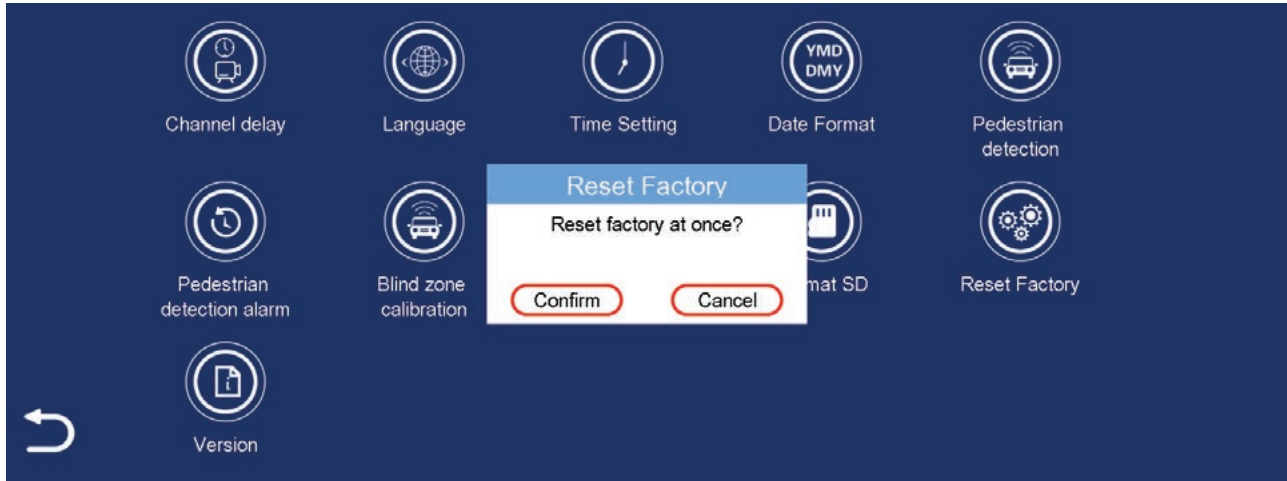 YMD
DMY
Channel delay
Language
Time Setting
Date Format
Pedestrian
detection
Reset Factory
Reset factory at once?
Confirm
Cancel
Pedestrian
detection alarm
Blind zone
calibration
mat SD
Reset Factory
i
Version